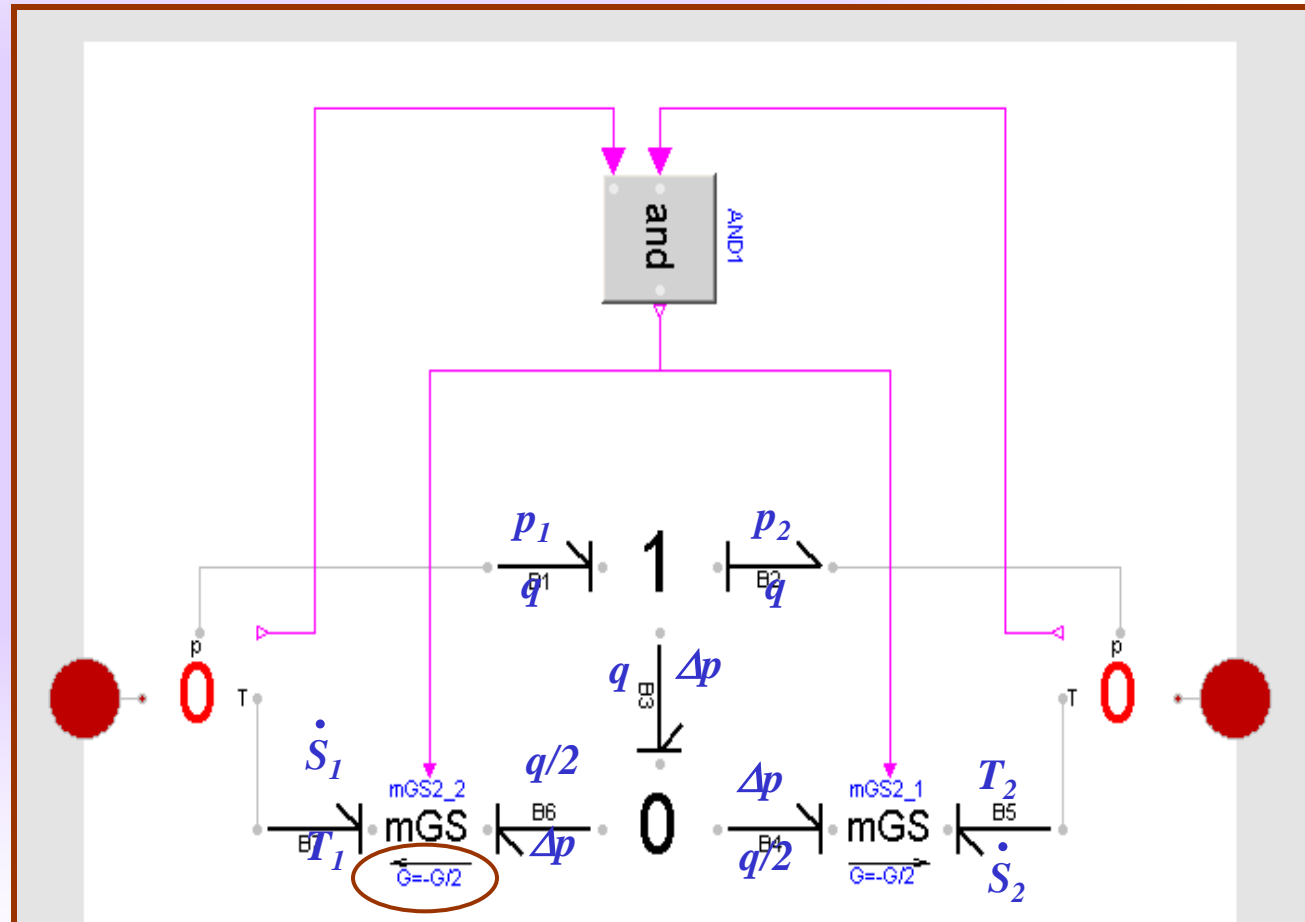 and
AND1
p₁
p₂
1
B1
q
B2
q
p
p
0
T
q
B3
Δp
T
0
Ṡ₁
mGS2_2
q/2
Δp
mGS2_1
T₂
B7
T₁
mGS
B6
Δp
0
B4
q/2
mGS
B5
Ṡ₂
G=-G/2
G=-G/2